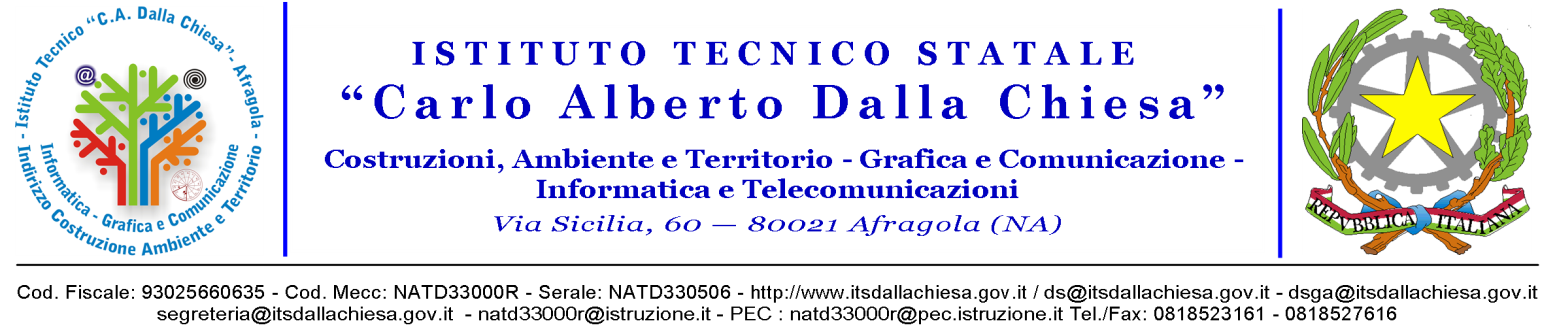 Istituto Tecnico “C.A. Dalla Chiesa”- Afragola -
Indirizzo Costruzione Ambiente e Territorio -
Informatica - Grafica e Comunicazione
@
ISTITUTO TECNICO STATALE
“Carlo Alberto Dalla Chiesa”
Costruzioni, Ambiente e Territorio - Grafica e Comunicazione -
Informatica e Telecomunicazioni
Via Sicilia, 60 — 80021 Afragola (NA)
REPVBBLICA ITALIANA
Cod. Fiscale: 93025660635 - Cod. Mecc: NATD33000R - Serale: NATD330506 - http://www.itsdallachiesa.gov.it / ds@itsdallachiesa.gov.it - dsga@itsdallachiesa.gov.it
segreteria@itsdallachiesa.gov.it - natd33000r@istruzione.it - PEC : natd33000r@pec.istruzione.it Tel./Fax: 0818523161 - 0818527616